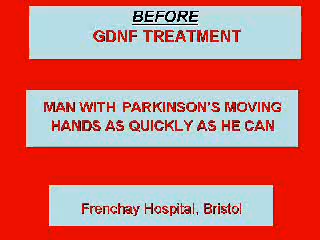 BEFORE
GDNF TREATMENT
MAN WITH PARKINSON'S MOVING
HANDS AS QUICKLY AS HE CAN
Frenchay Hospital, Bristol